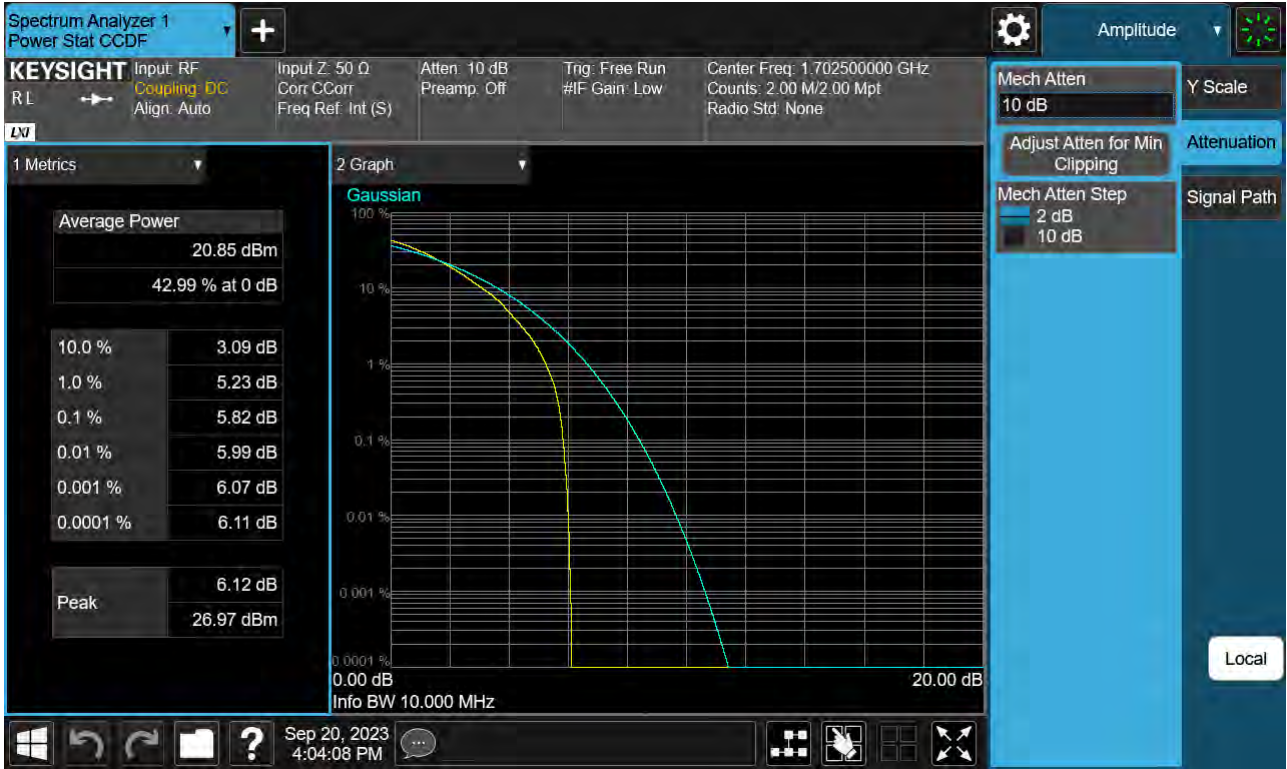 Spectrum Analyzer 1
Power Stat CCDF
+
Amplitude
KEYSIGHT
R L
LXI
Input: RF
Coupling: DC
Align: Auto
Input Z: 50 Ω
Corr CCorr
Freq Ref: Int (S)
Atten: 10 dB
Preamp: Off
Trig: Free Run
#IF Gain: Low
Center Freq: 1.702500000 GHz
Counts: 2.00 M/2.00 Mpt
Radio Std: None
1 Metrics
Average Power
20.85 dBm
42.99 % at 0 dB
10.0 % 3.09 dB
1.0 % 5.23 dB
0.1 % 5.82 dB
0.01 % 5.99 dB
0.001 % 6.07 dB
0.0001 % 6.11 dB
Peak
6.12 dB
26.97 dBm
2 Graph
Gaussian
100 %
10 %
1 %
0.1 %
0.01 %
0.001 %
0.0001 %
0.00 dB
20.00 dB
Info BW 10.000 MHz
Mech Atten
10 dB
Adjust Atten for Min
Clipping
Mech Atten Step
2 dB
10 dB
Y Scale
Attenuation
Signal Path
Local
?
Sep 20, 2023
4:04:08 PM